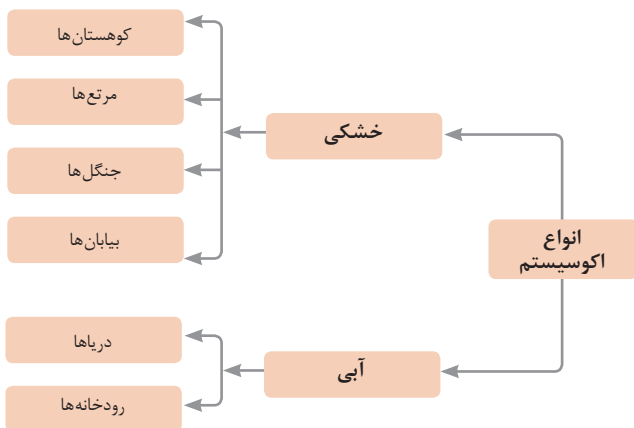 انواع
اکوسیستم
خشکی
کوهستان‌ها
مرتع‌ها
جنگل‌ها
بیابان‌ها
آبی
دریاها
رودخانه‌ها